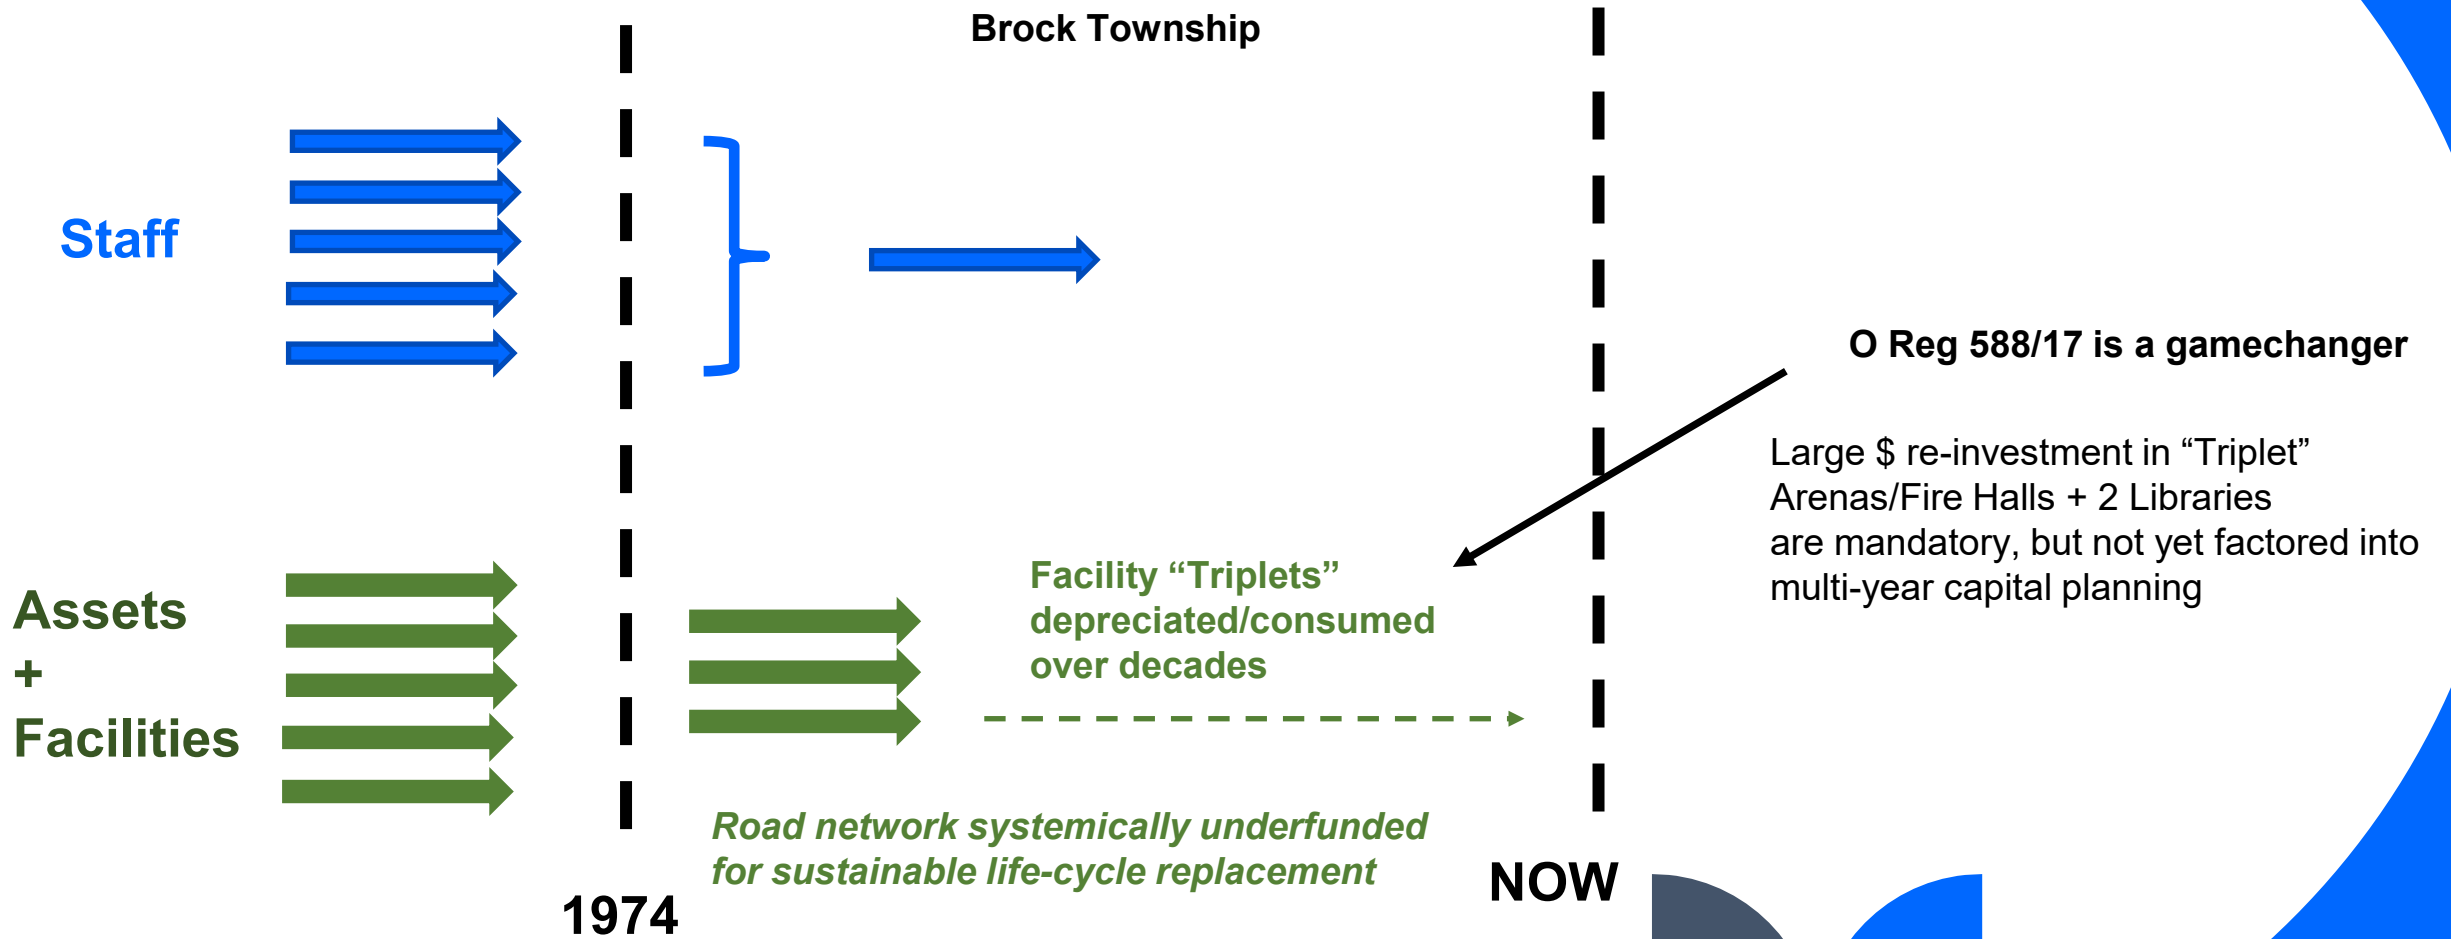 Brock Township
Staff
O Reg 588/17 is a gamechanger
Large $ re-investment in “Triplet”
Arenas/Fire Halls + 2 Libraries
are mandatory, but not yet factored into
multi-year capital planning
Assets
+
Facilities
Facility “Triplets”
depreciated/consumed
over decades
Road network systemically underfunded
for sustainable life-cycle replacement
1974
NOW